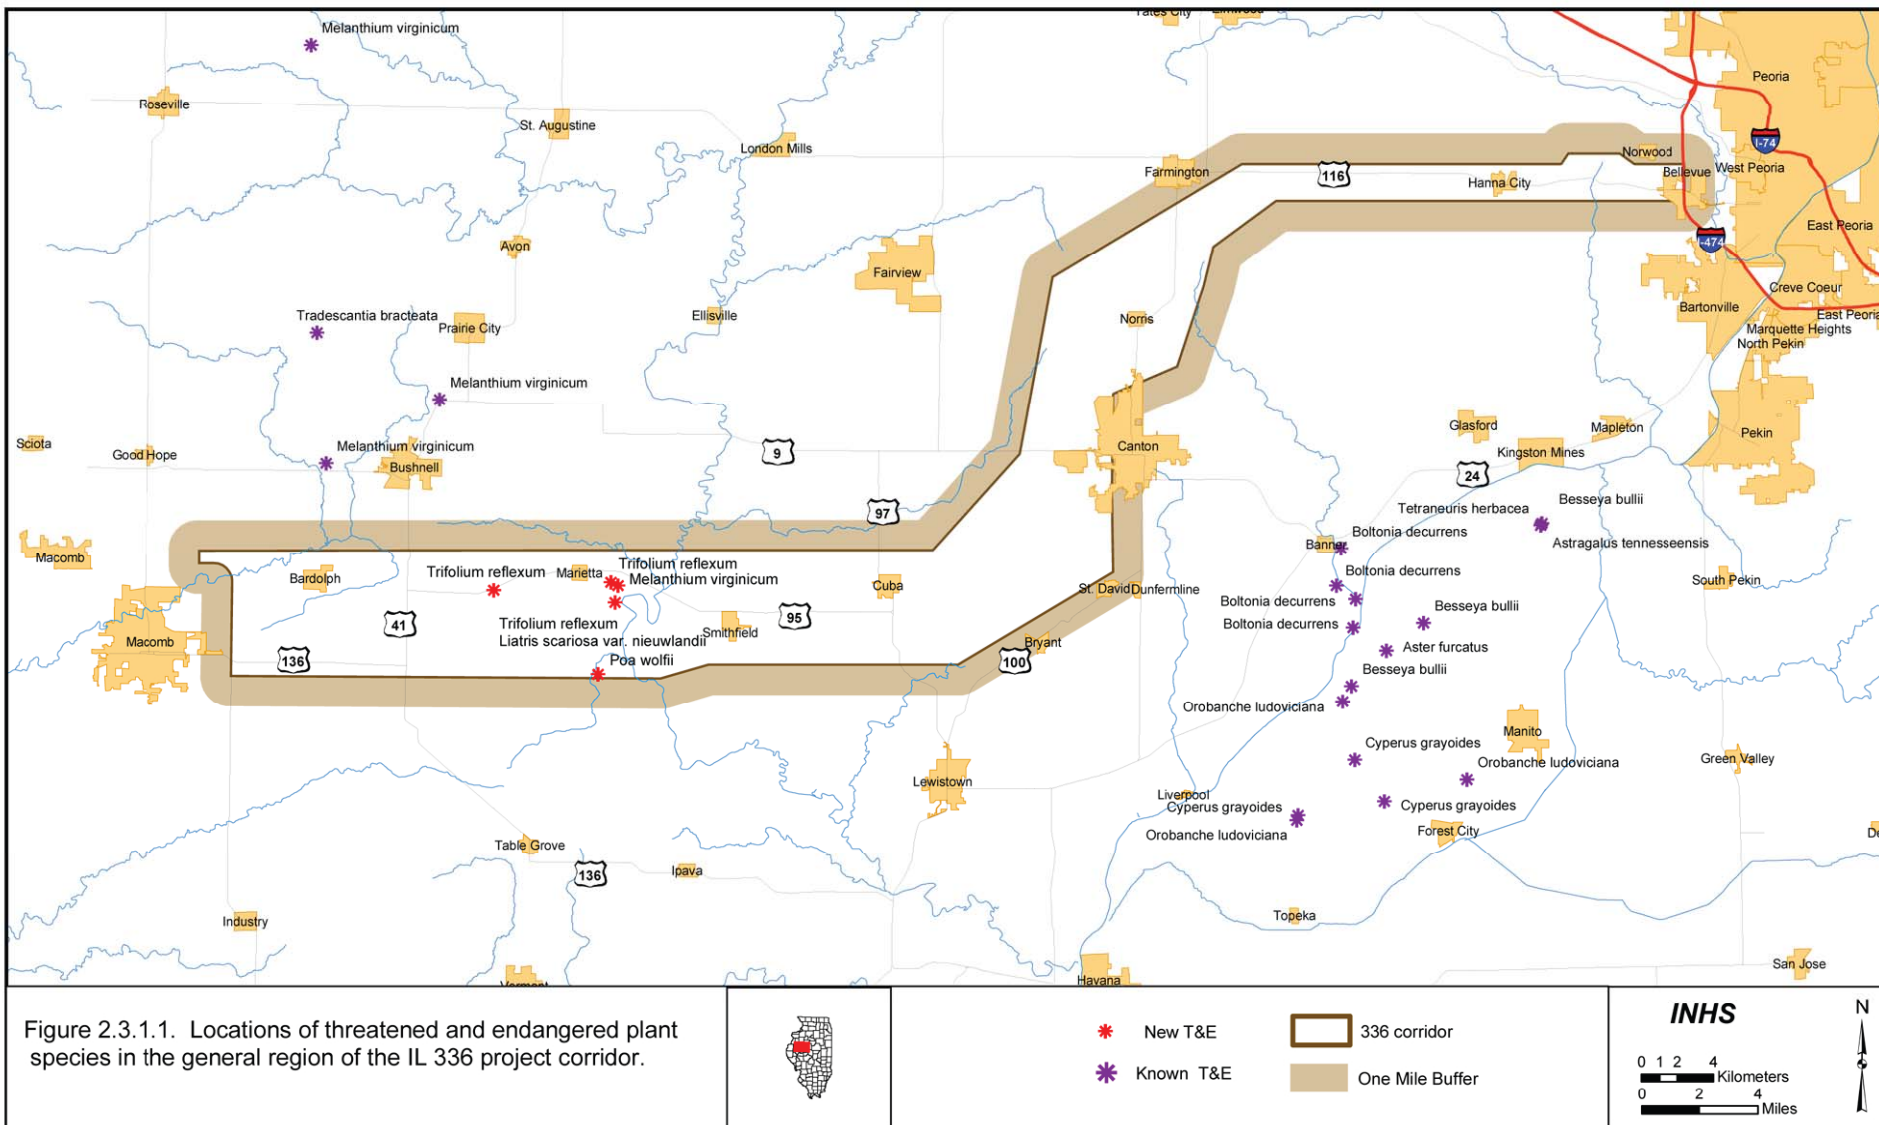 Yates City
Elmwood
Melanthium virginicum
Peoria
Roseville
St. Augustine
London Mills
I-74
Norwood
Farmington
116
Hanna City
Bellevue
West Peoria
Avon
East Peoria
I-474
Fairview
Creve Coeur
Bartonville
East Peoria
Tradescantia bracteata
Prairie City
Ellisville
Norris
Marquette Heights
North Pekin
Melanthium virginicum
Sciota
Good Hope
Melanthium virginicum
Bushnell
9
Canton
Glasford
Mapleton
Pekin
Kingston Mines
24
97
Tetraneuris herbacea
Besseya bullii
Boltonia decurrens
Banner
Astragalus tennesseensis
Macomb
Bardolph
Trifolium reflexum
Marietta
Trifolium reflexum
Melanthium virginicum
Cuba
St. David
Dunfermline
Boltonia decurrens
South Pekin
Boltonia decurrens
Besseya bullii
41
Trifolium reflexum
Liatris scariosa var. nieuwlandii
Smithfield
95
Boltonia decurrens
Macomb
136
Poa wolfii
Bryant
100
Aster furcatus
Besseya bullii
Orobanche ludoviciana
Manito
Cyperus grayoides
Orobanche ludoviciana
Green Valley
Lewistown
Liverpool
Cyperus grayoides
Cyperus grayoides
Orobanche ludoviciana
Forest City
De
Table Grove
136
Ipava
Industry
Topeka
San Jose
Vermont
Havana
Figure 2.3.1.1. Locations of threatened and endangered plant
species in the general region of the IL 336 project corridor.
New T&E
Known T&E
336 corridor
One Mile Buffer
INHS
N
0 1 2 4
Kilometers
0 2 4
Miles